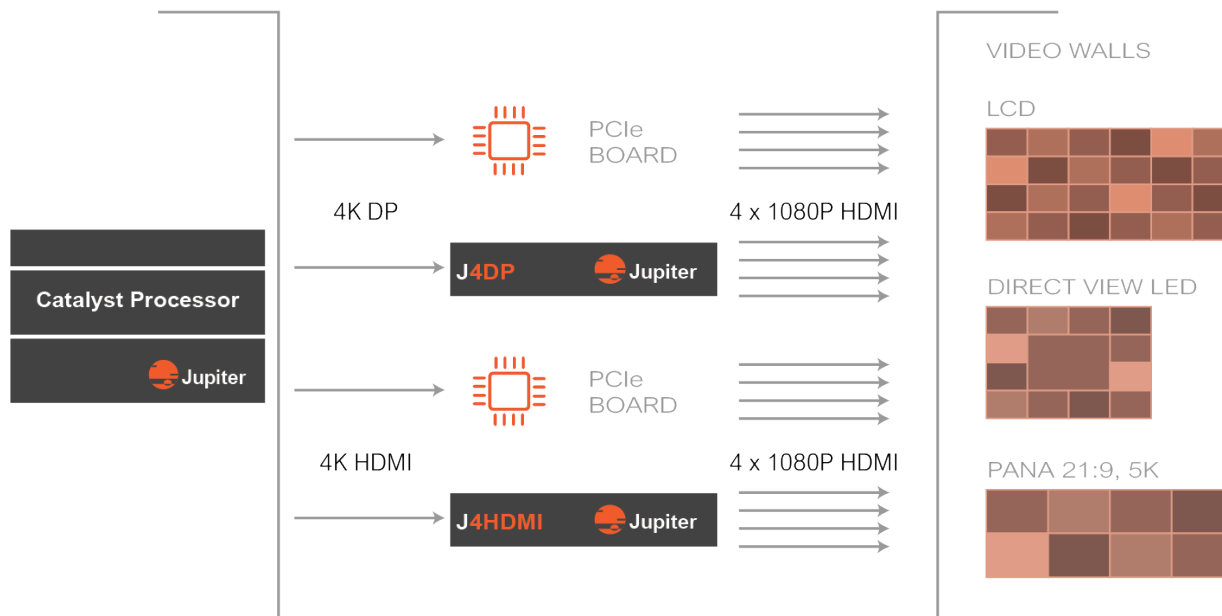 Catalyst Processor
Jupiter
PCIe
BOARD
4K DP
4 x 1080P HDMI
J4DP
Jupiter
PCIe
BOARD
4K HDMI
4 x 1080P HDMI
J4HDMI
Jupiter
VIDEO WALLS
LCD
DIRECT VIEW LED
PANA 21:9, 5K